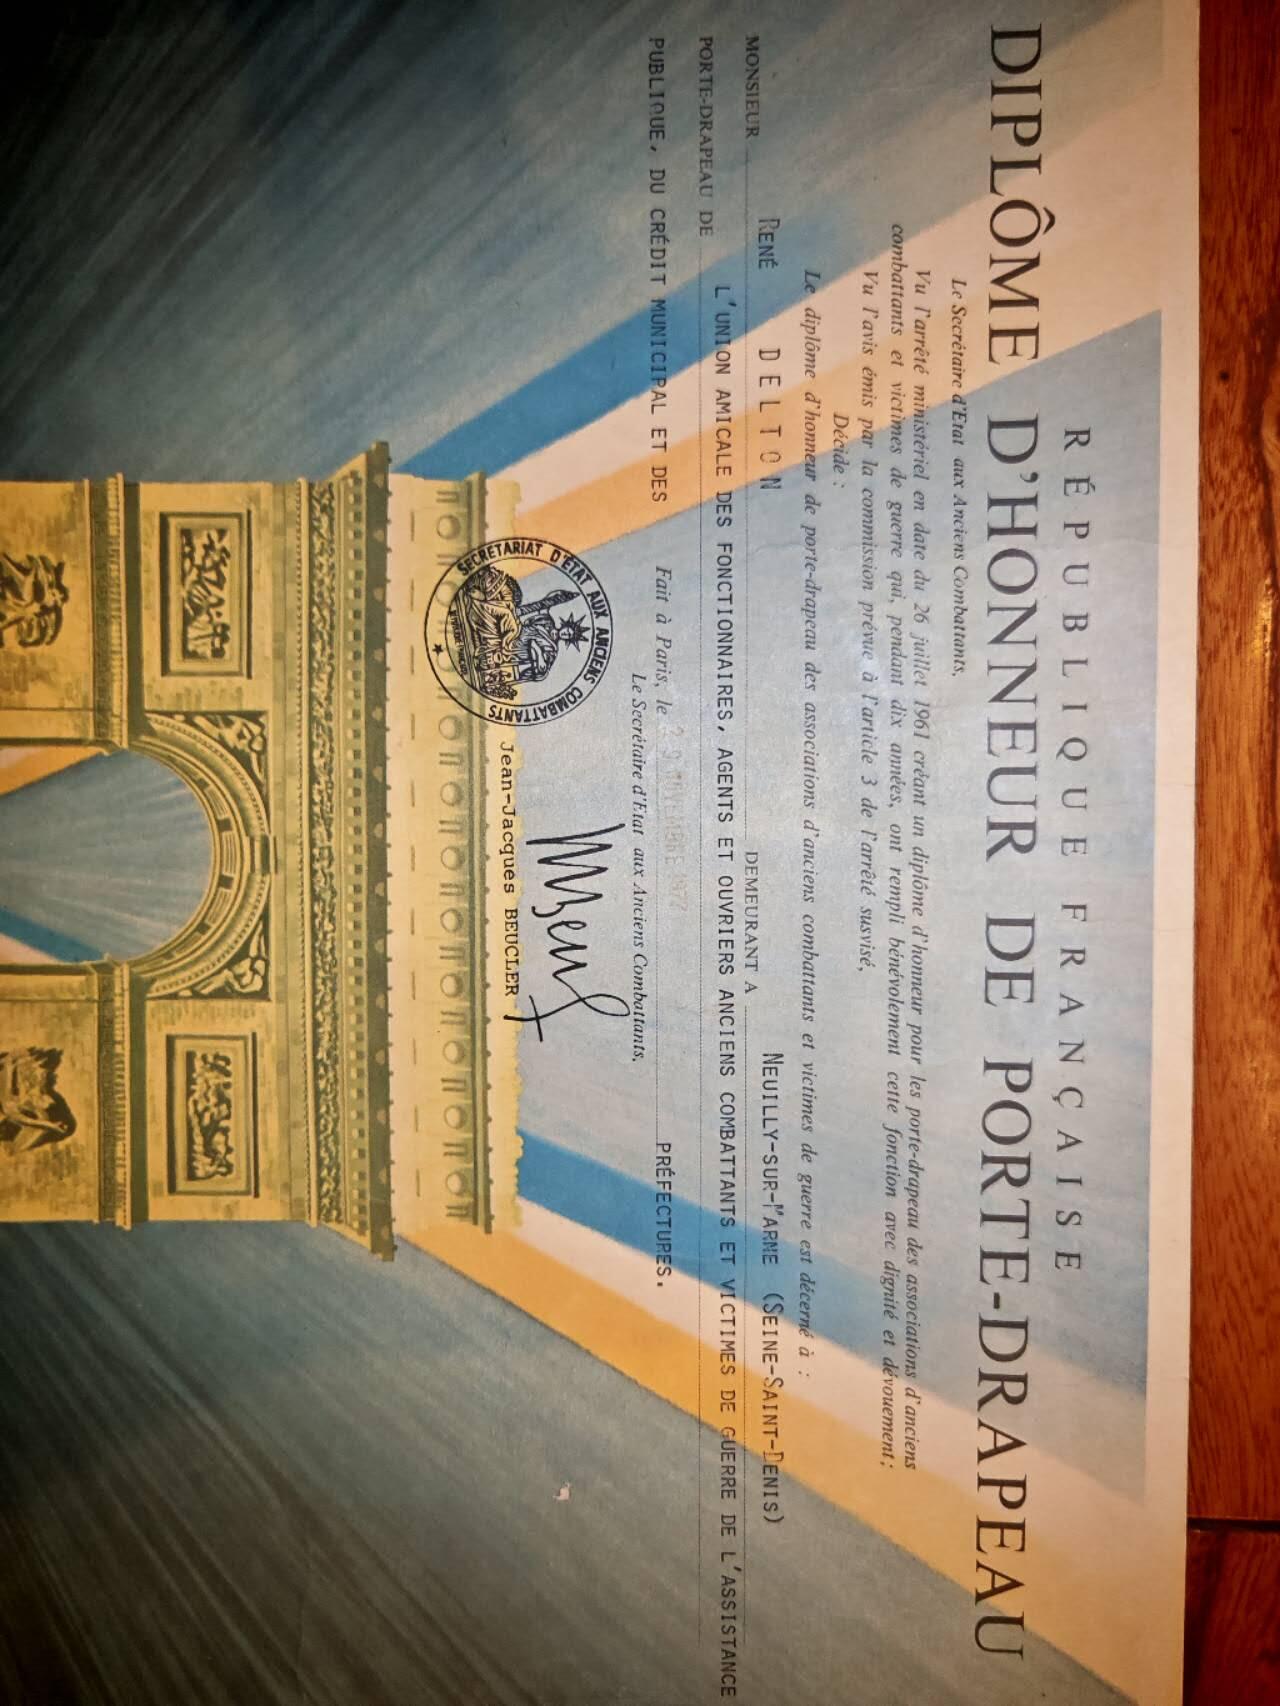 RÉPUBLIQUE FRANÇAISE
DIPLÔME D'HONNEUR DE PORTE-DRAPEAU
Le Secrétaire d'Etat aux Anciens Combattants,
Vu l'arrêté ministériel en date du 26 juillet 1961 créant un diplôme d'honneur pour les porte-drapeau des associations d'anciens
combattants et victimes de guerre qui, pendant dix années, ont rempli bénévolement cette fonction avec dignité et dévouement ;
Vu l'avis émis par la commission prévue à l'article 3 de l'arrêté susvisé,
Décide :
Le diplôme d'honneur de porte-drapeau des associations d'anciens combattants et victimes de guerre est décerné à :
MONSIEUR RENÉ DELTON DEMEURANT A NEUILLY-SUR-MARNE (SEINE-SAINT-DENIS)
PORTE-DRAPEAU DE L'UNION AMICALE DES FONCTIONNAIRES, AGENTS ET OUVRIERS ANCIENS COMBATTANTS ET VICTIMES DE GUERRE DE L'ASSISTANCE
PUBLIQUE, DU CRÉDIT MUNICIPAL ET DES PRÉFECTURES.
Fait à Paris, le 29 NOVEMBRE 1977
Le Secrétaire d'Etat aux Anciens Combattants,
SECRÉTARIAT D'ÉTAT AUX ANCIENS COMBATTANTS
Jean-Jacques BEUCLER